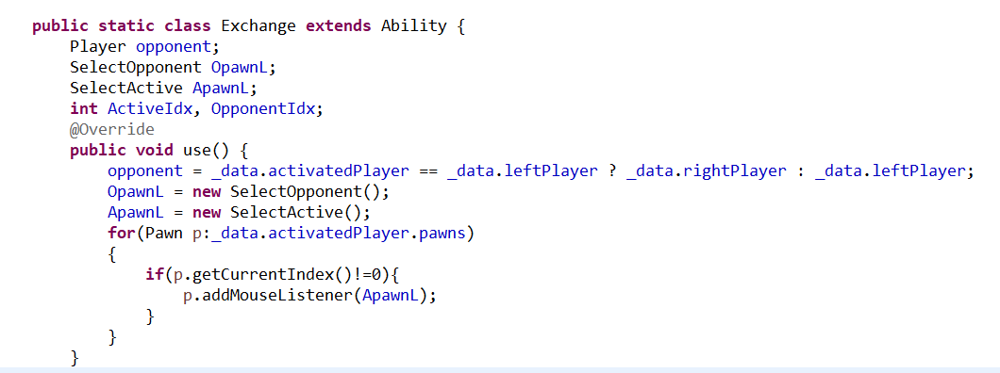 public static class Exchange extends Ability {
    Player opponent;
    SelectOpponent OpawnL;
    SelectActive ApawnL;
    int ActiveIdx, OpponentIdx;
    @Override
    public void use() {
        opponent = _data.activatedPlayer == _data.leftPlayer ? _data.rightPlayer : _data.leftPlayer;
        OpawnL = new SelectOpponent();
        ApawnL = new SelectActive();
        for(Pawn p:_data.activatedPlayer.pawns)
        {
            if(p.getCurrentIndex()!=0){
                p.addMouseListener(ApawnL);
            }
        }
    }